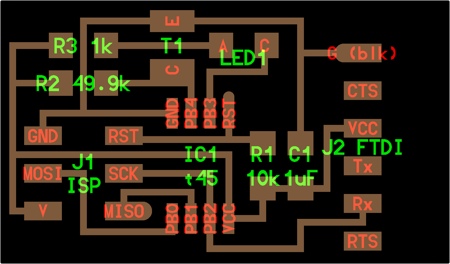 E
R3 1k T1 A C G (blk)
LED1
R2 49.9k C
CTS
GND PB4 PB3 RST
GND RST VCC
J1 IC1 R1 C1 J2 FTDI
MOSI SCK Tx
ISP t45 10k 1uF
V MISO PB0 PB1 PB2 VCC Rx
RTS